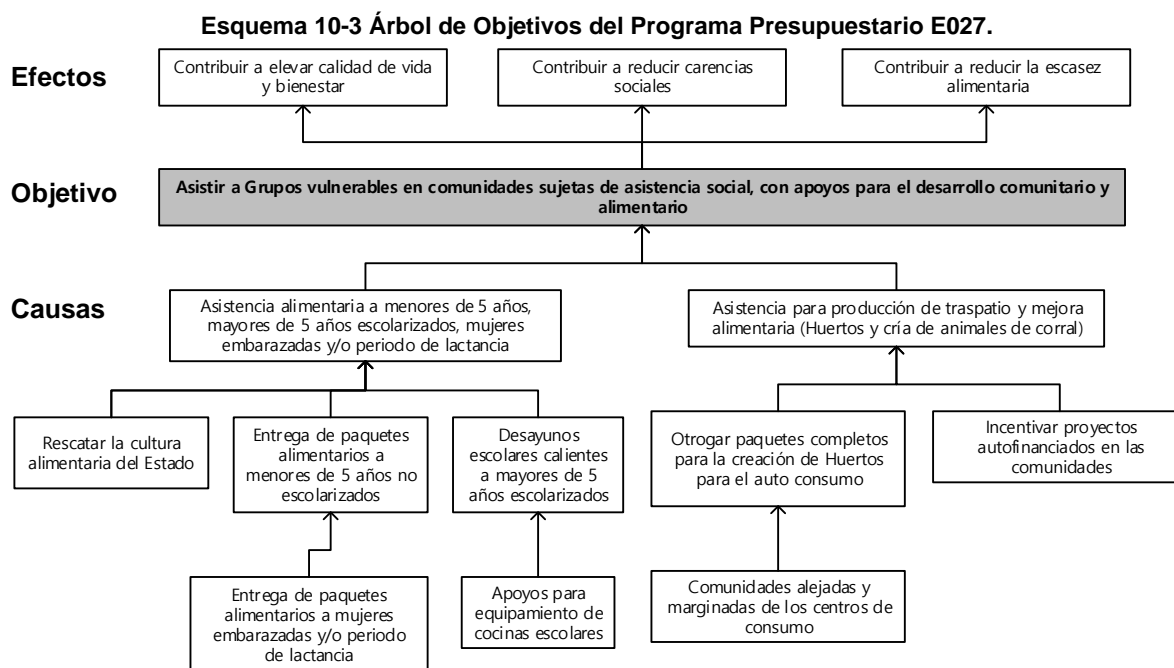 Esquema 10-3 Árbol de Objetivos del Programa Presupuestario E027.
Efectos
Contribuir a elevar calidad de vida
y bienestar
Contribuir a reducir carencias
sociales
Contribuir a reducir la escasez
alimentaria
Objetivo
Asistir a Grupos vulnerables en comunidades sujetas de asistencia social, con apoyos para el desarrollo comunitario y
alimentario
Causas
Asistencia alimentaria a menores de 5 años,
mayores de 5 años escolarizados, mujeres
embarazadas y/o periodo de lactancia
Asistencia para producción de traspatio y mejora
alimentaria (Huertos y cría de animales de corral)
Rescatar la cultura
alimentaria del Estado
Entrega de paquetes
alimentarios a
menores de 5 años no
escolarizados
Desayunos
escolares calientes a
mayores de 5
años escolarizados
Otrogar paquetes completos
para la creación de Huertos
para el auto consumo
Incentivar proyectos
autofinanciados en las
comunidades
Entrega de paquetes
alimentarios a mujeres
embarazadas y/o periodo
de lactancia
Apoyos para
equipamiento de
cocinas escolares
Comunidades alejadas y
marginadas de los centros de
consumo